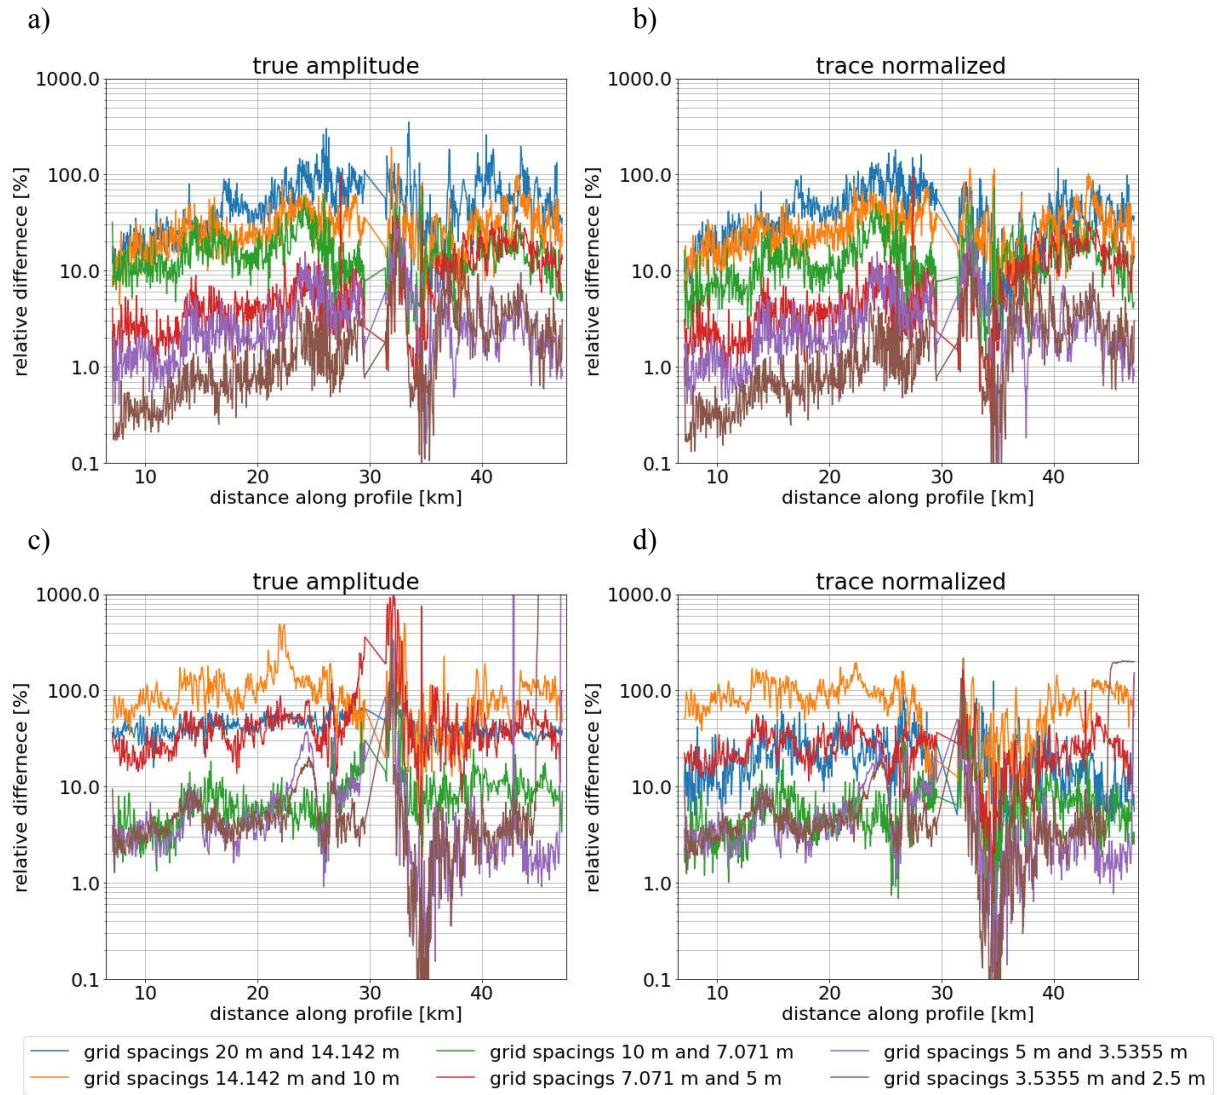 a)
b)
true amplitude
trace normalized
1000.0
100.0
10.0
1.0
0.1
relative differnece [%]
10 20 30 40
distance along profile [km]
1000.0
100.0
10.0
1.0
0.1
relative differnece [%]
10 20 30 40
distance along profile [km]
c)
d)
true amplitude
trace normalized
1000.0
100.0
10.0
1.0
0.1
relative differnece [%]
10 20 30 40
distance along profile [km]
1000.0
100.0
10.0
1.0
0.1
relative differnece [%]
10 20 30 40
distance along profile [km]
grid spacings 20 m and 14.142 m
grid spacings 14.142 m and 10 m
grid spacings 10 m and 7.071 m
grid spacings 7.071 m and 5 m
grid spacings 5 m and 3.5355 m
grid spacings 3.5355 m and 2.5 m